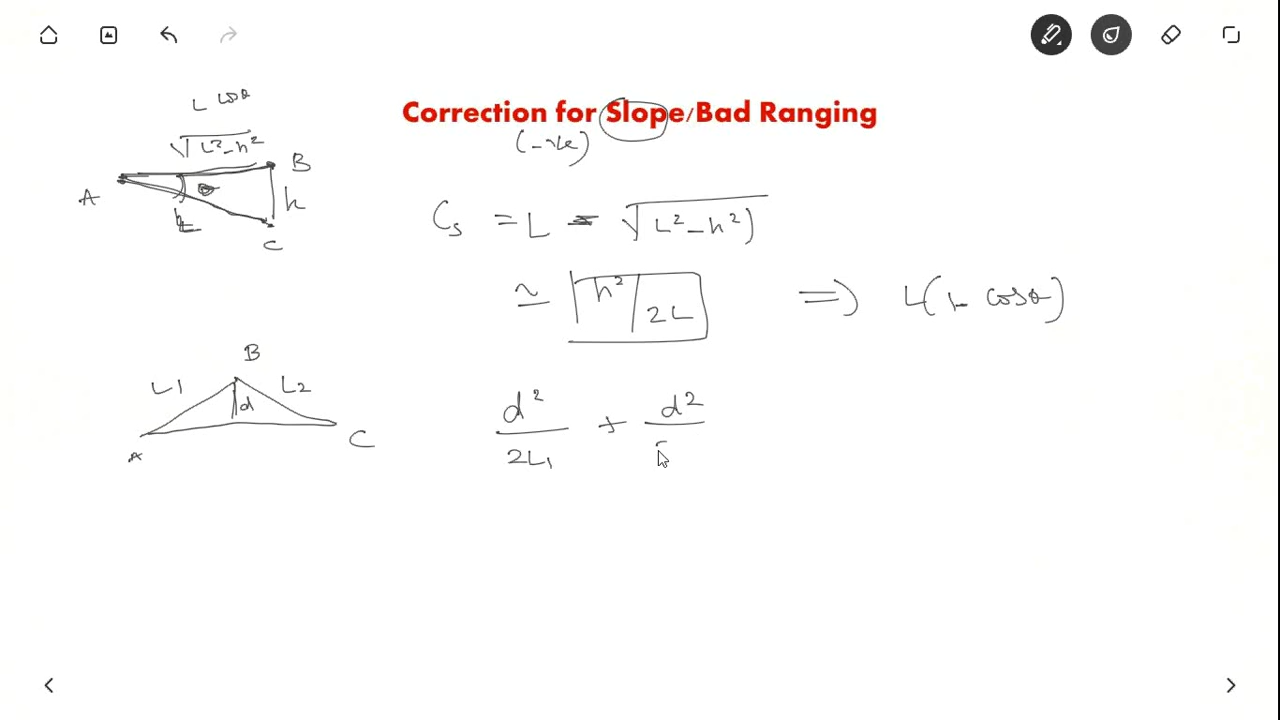 Correction for Slope/Bad Ranging
(-ve)
L cosθ
√L²-h²
A
B
θ
h
L
C
Cs = L - √(L²-h²)
≃ h²/2L ⇒ L(1-cosθ)
B
L1
L2
d
A
C
d²/2L₁ + d²